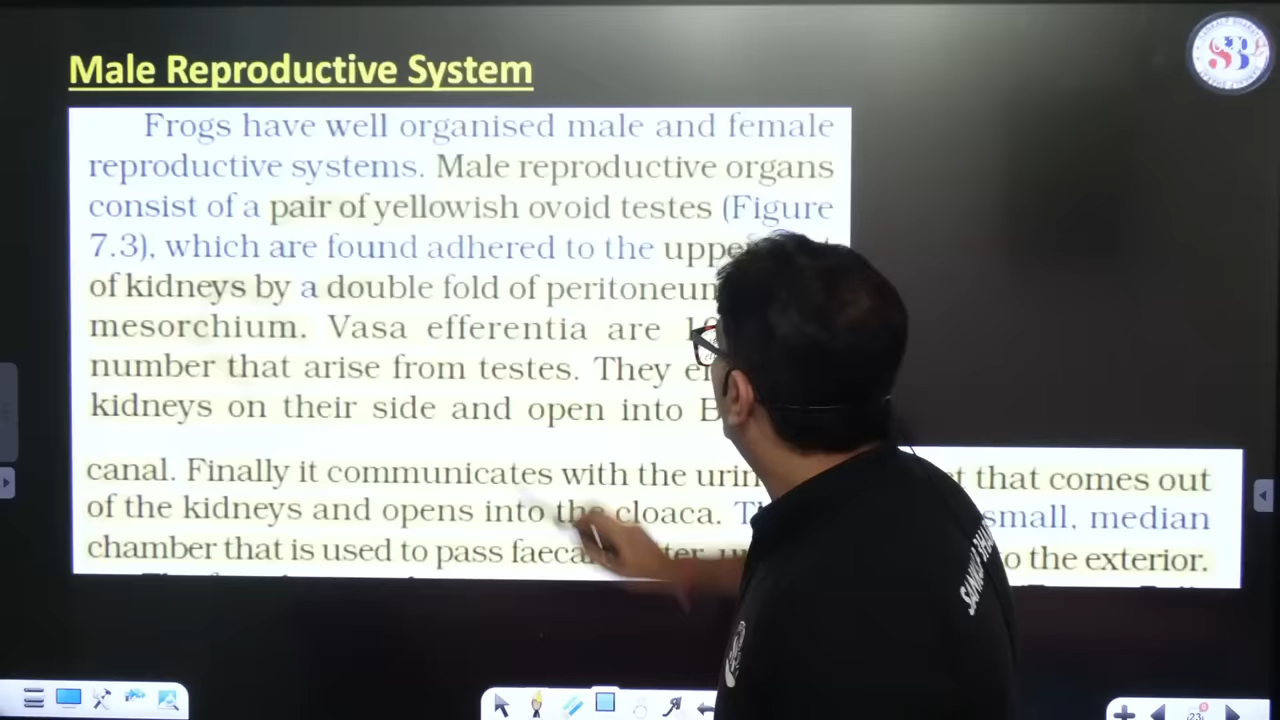 Male Reproductive System
Frogs have well organised male and female
reproductive systems. Male reproductive organs
consist of a pair of yellowish ovoid testes (Figure
7.3), which are found adhered to the
of kidneys by a double fold of
mesorchium. Vasa efferentia are
number that arise from testes. They
kidneys on their side and open into
canal. Finally it communicates with the that comes out
of the kidneys and opens into the cloaca. small, median
chamber that is used to pass the exterior.
SB
23